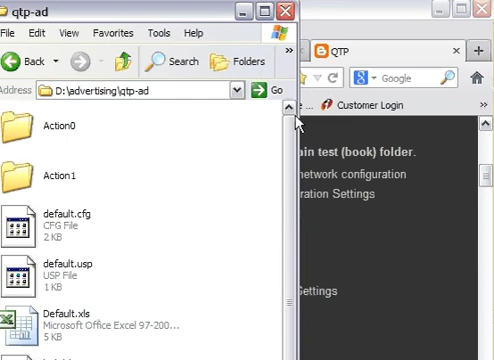 qtp-ad
File Edit View Favorites Tools Help
Back Search Folders »
Address D:\advertising\qtp-ad Go
Action0
Action1
default.cfg
CFG File
2 KB
default.usp
USP File
1 KB
Default.xls
Microsoft Office Excel 97-200...
5 KB
QTP
Google
e ... Customer Login
ain test (book) folder.
network configuration
ration Settings
Settings